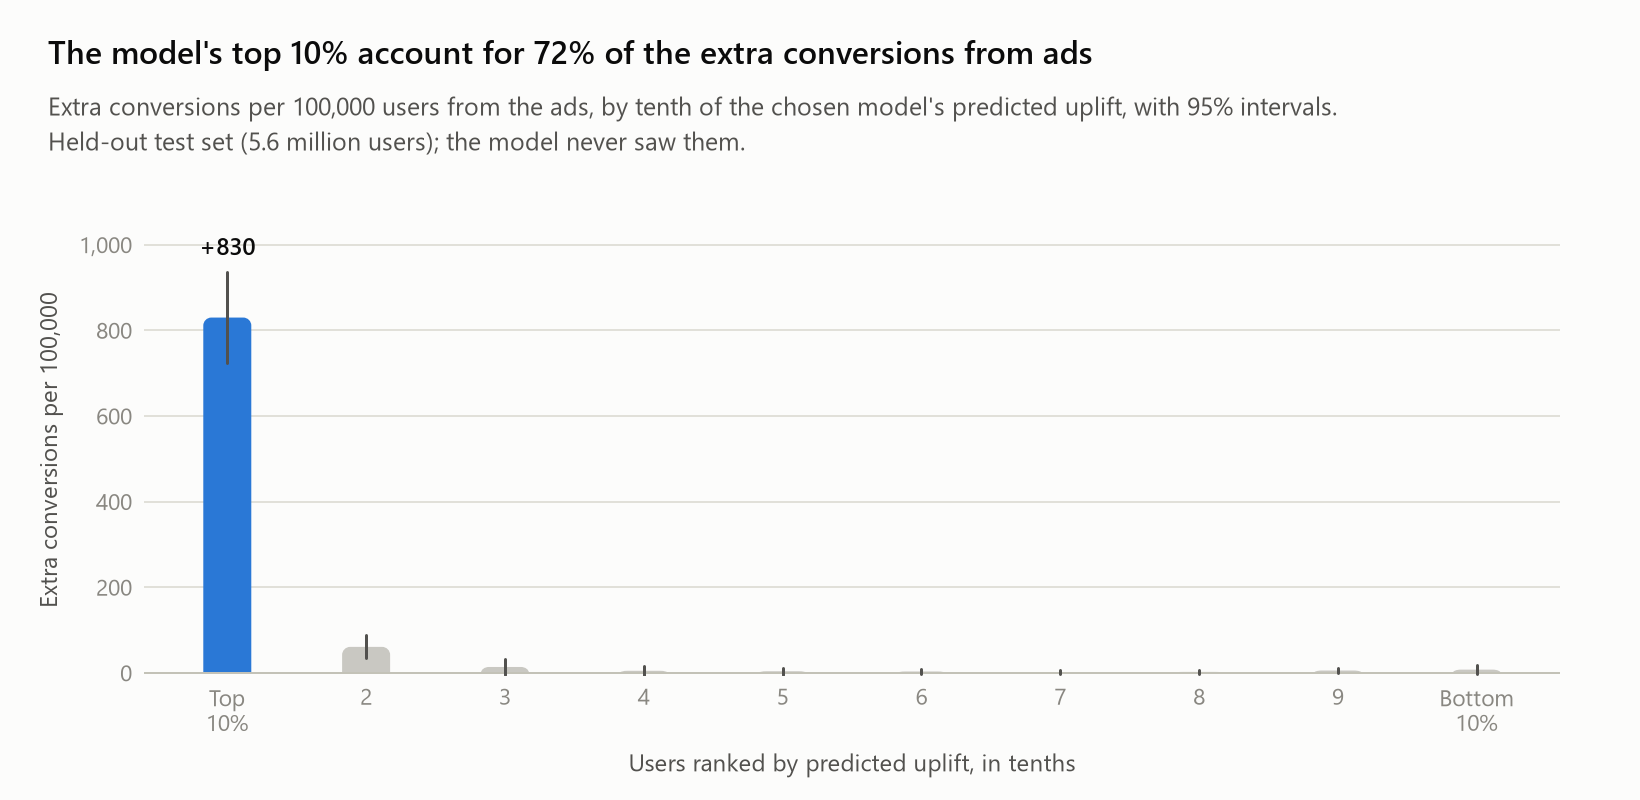 The model's top 10% account for 72% of the extra conversions from ads
Extra conversions per 100,000 users from the ads, by tenth of the chosen model's predicted uplift, with 95% intervals.
Held-out test set (5.6 million users); the model never saw them.
Extra conversions per 100,000
1,000
800
600
400
200
0
+830
Top
10%
2
3
4
5
6
7
8
9
Bottom
10%
Users ranked by predicted uplift, in tenths